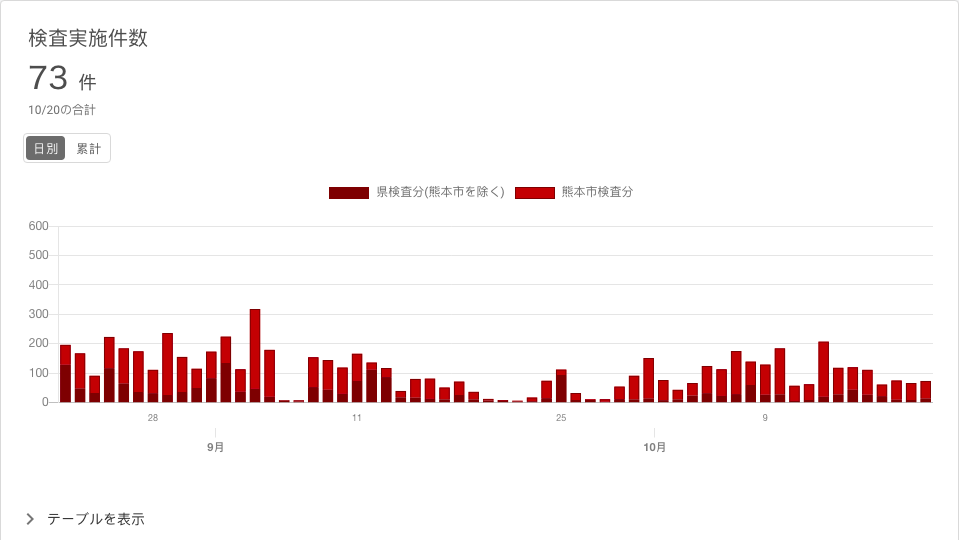 検査実施件数
73 件
10/20の合計
日別 累計
県検査分(熊本市を除く) 熊本市検査分
600
500
400
300
200
100
0
28 11 25 9
9月 10月
テーブルを表示